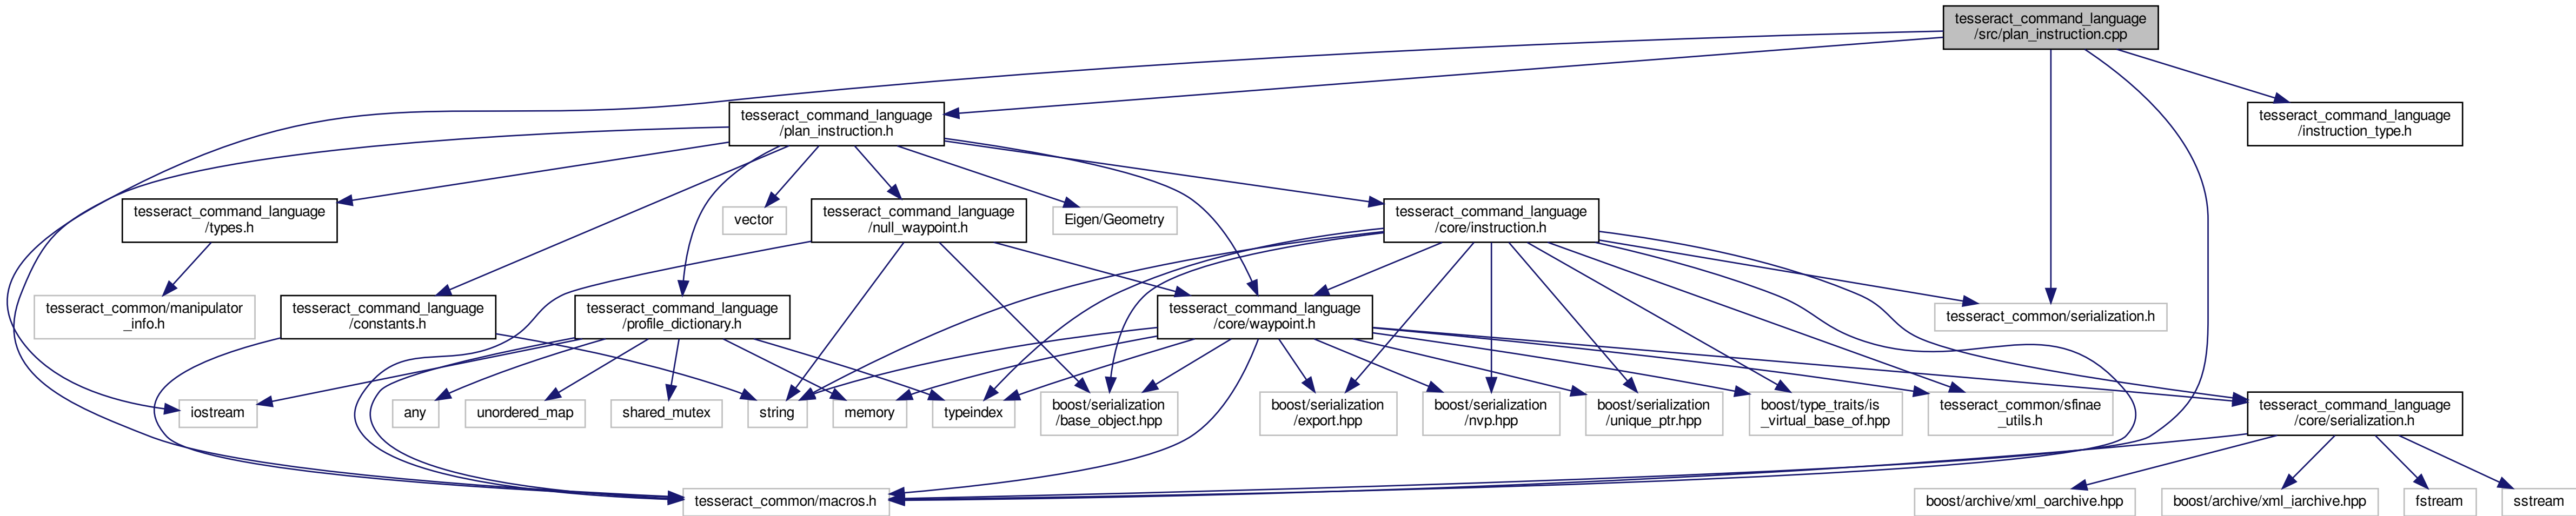 tesseract_command_language
/src/plan_instruction.cpp
tesseract_command_language
/plan_instruction.h
tesseract_command_language
/instruction_type.h
tesseract_command_language
/types.h
vector
tesseract_command_language
/null_waypoint.h
Eigen/Geometry
tesseract_command_language
/core/instruction.h
tesseract_common/manipulator
_info.h
tesseract_command_language
/constants.h
tesseract_command_language
/profile_dictionary.h
tesseract_command_language
/core/waypoint.h
tesseract_common/serialization.h
iostream
any
unordered_map
shared_mutex
string
memory
typeindex
boost/serialization
/base_object.hpp
boost/serialization
/export.hpp
boost/serialization
/nvp.hpp
boost/serialization
/unique_ptr.hpp
boost/type_traits/is
_virtual_base_of.hpp
tesseract_common/sfinae
_utils.h
tesseract_command_language
/core/serialization.h
tesseract_common/macros.h
boost/archive/xml_oarchive.hpp
boost/archive/xml_iarchive.hpp
fstream
sstream